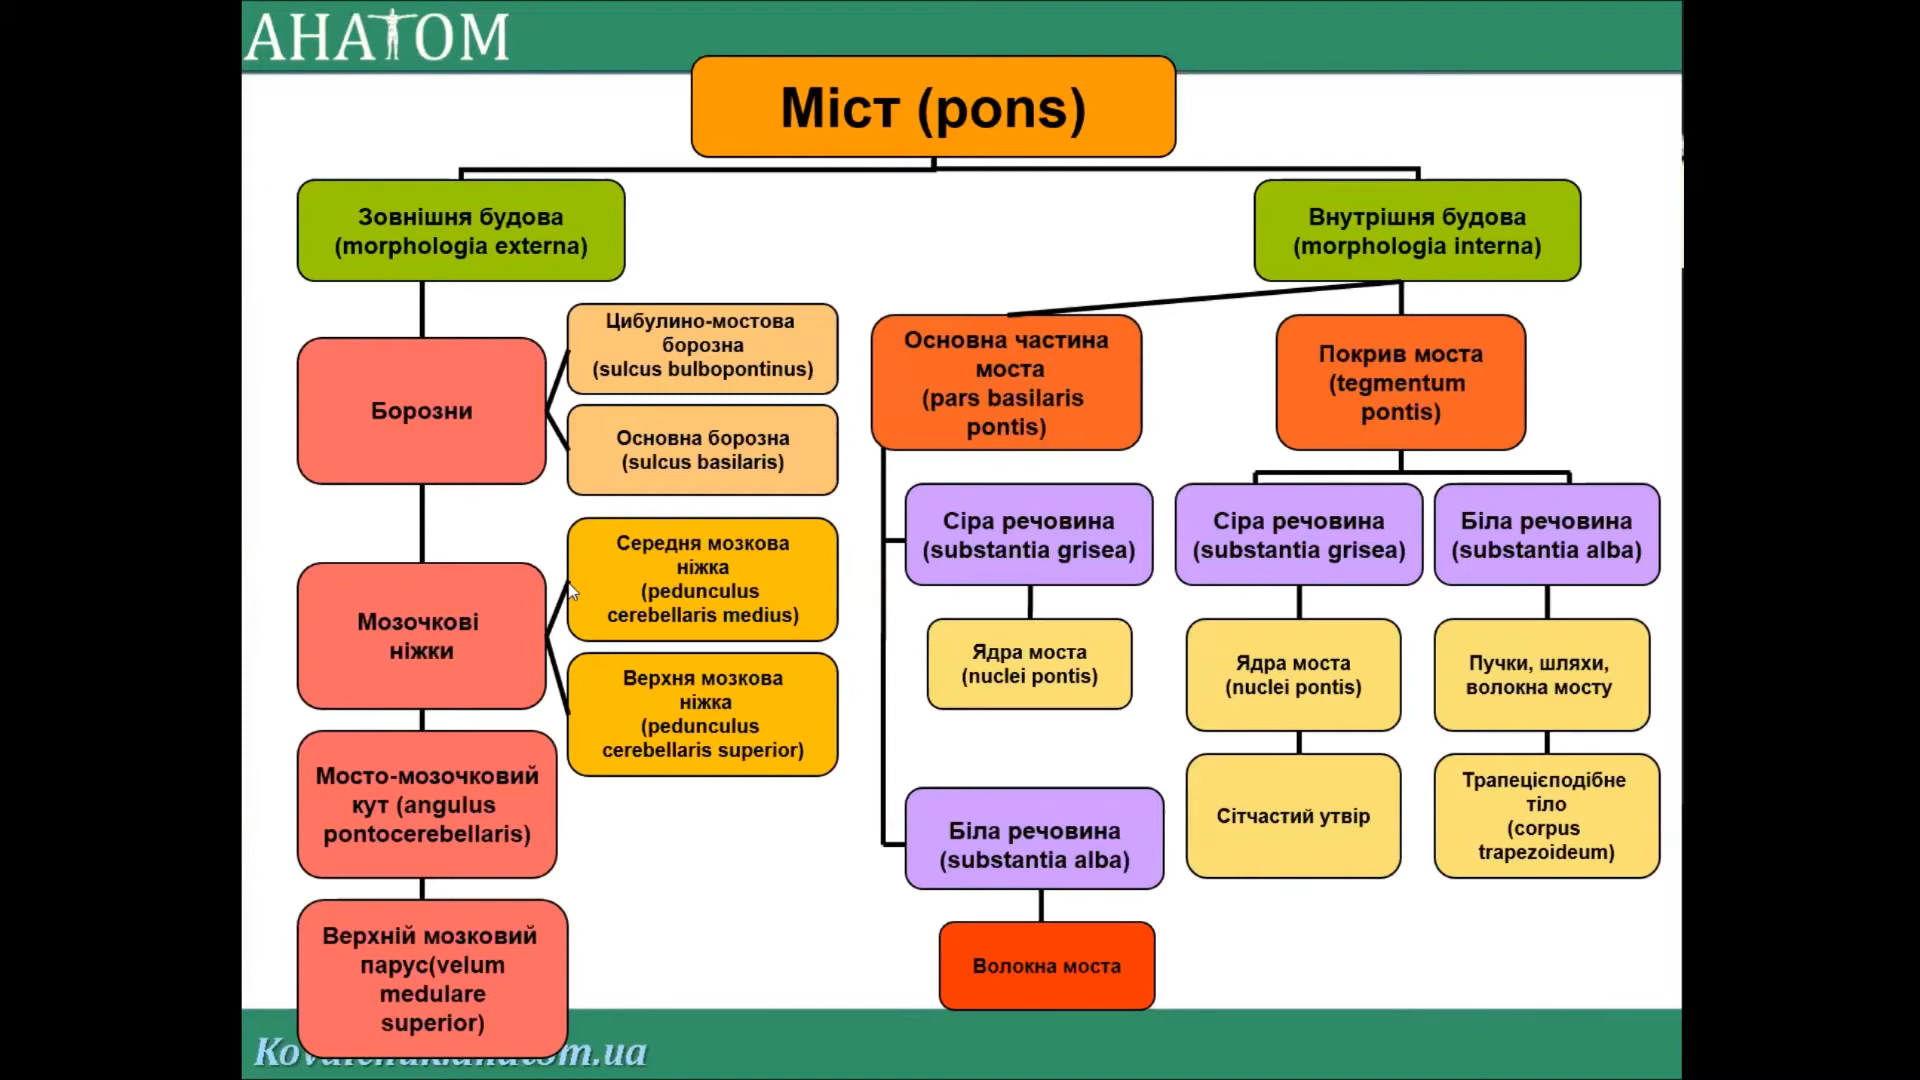 АНАТОМ
Міст (pons)
Зовнішня будова
(morphologia externa)
Борозни
Цибулино-мостова
борозна
(sulcus bulbopontinus)
Основна борозна
(sulcus basilaris)
Мозочкові
ніжки
Середня мозкова
ніжка
(pedunculus
cerebellaris medius)
Верхня мозкова
ніжка
(pedunculus
cerebellaris superior)
Мосто-мозочковий
кут (angulus
pontocerebellaris)
Верхній мозковий
парус(velum
medulare
superior)
Внутрішня будова
(morphologia interna)
Основна частина
моста
(pars basilaris
pontis)
Сіра речовина
(substantia grisea)
Ядра моста
(nuclei pontis)
Біла речовина
(substantia alba)
Волокна моста
Покрив моста
(tegmentum
pontis)
Сіра речовина
(substantia grisea)
Ядра моста
(nuclei pontis)
Сітчастий утвір
Біла речовина
(substantia alba)
Пучки, шляхи,
волокна мосту
Трапецієподібне
тіло
(corpus
trapezoideum)